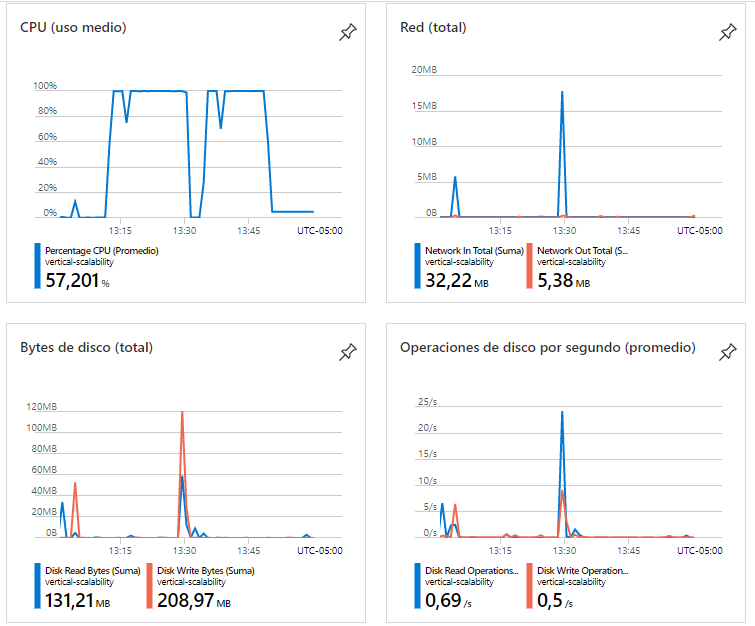 CPU (uso medio)
100%
80%
60%
40%
20%
0%
13:15 13:30 13:45 UTC-05:00
Percentage CPU (Promedio)
vertical-scalability
57,201 %
Red (total)
20MB
15MB
10MB
5MB
0B
13:15 13:30 13:45 UTC-05:00
Network In Total (Suma) Network Out Total (S...
vertical-scalability vertical-scalability
32,22 MB 5,38 MB
Bytes de disco (total)
120MB
100MB
80MB
60MB
40MB
20MB
0B
13:15 13:30 13:45 UTC-05:00
Disk Read Bytes (Suma) Disk Write Bytes (Suma)
vertical-scalability vertical-scalability
131,21 MB 208,97 MB
Operaciones de disco por segundo (promedio)
25/s
20/s
15/s
10/s
5/s
0/s
13:15 13:30 13:45 UTC-05:00
Disk Read Operations... Disk Write Operation...
vertical-scalability vertical-scalability
0,69 /s 0,5 /s